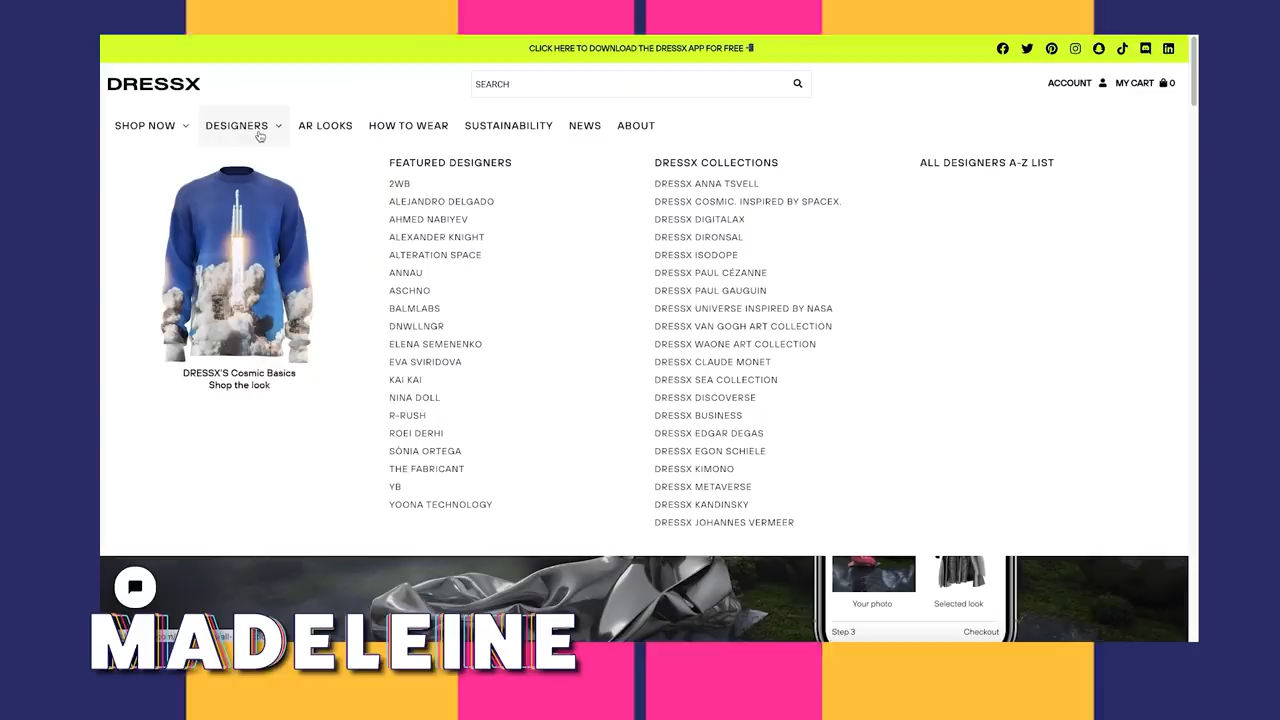 CLICK HERE TO DOWNLOAD THE DRESSX APP FOR FREE
DRESSX
SEARCH
ACCOUNT
MY CART 0
SHOP NOW
DESIGNERS
AR LOOKS
HOW TO WEAR
SUSTAINABILITY
NEWS
ABOUT
DRESSX'S Cosmic Basics
Shop the look
FEATURED DESIGNERS
2WB
ALEJANDRO DELGADO
AHMED NABIYEV
ALEXANDER KNIGHT
ALTERATION SPACE
ANNAU
ASCHNO
BALMLABS
DNWLLNGR
ELENA SEMENENKO
EVA SVIRIDOVA
KAI KAI
NINA DOLL
R-RUSH
ROEI DERHI
SÒNIA ORTEGA
THE FABRICANT
YB
YOONA TECHNOLOGY
DRESSX COLLECTIONS
DRESSX ANNA TSVELL
DRESSX COSMIC. INSPIRED BY SPACEX.
DRESSX DIGITALAX
DRESSX DIRONSAL
DRESSX ISODOPE
DRESSX PAUL CÉZANNE
DRESSX PAUL GAUGUIN
DRESSX UNIVERSE INSPIRED BY NASA
DRESSX VAN GOGH ART COLLECTION
DRESSX WAONE ART COLLECTION
DRESSX CLAUDE MONET
DRESSX SEA COLLECTION
DRESSX DISCOVERSE
DRESSX BUSINESS
DRESSX EDGAR DEGAS
DRESSX EGON SCHIELE
DRESSX KIMONO
DRESSX METAVERSE
DRESSX KANDINSKY
DRESSX JOHANNES VERMEER
ALL DESIGNERS A-Z LIST
Your photo
Selected look
Step 3
Checkout
MADELEINE